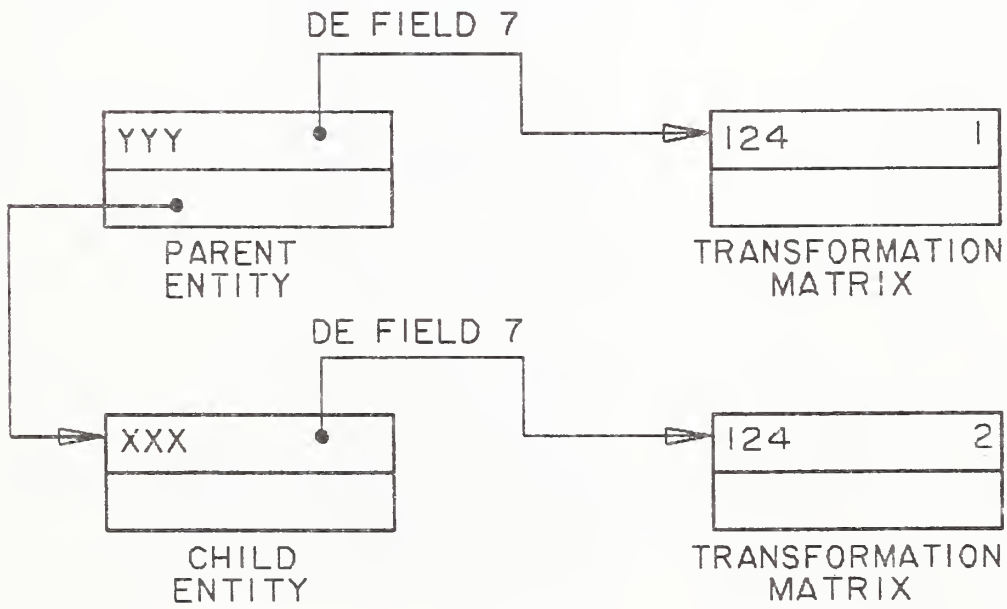 DE FIELD 7
YYY
124 1
PARENT
ENTITY
TRANSFORMATION
MATRIX
DE FIELD 7
XXX
124 2
CHILD
ENTITY
TRANSFORMATION
MATRIX